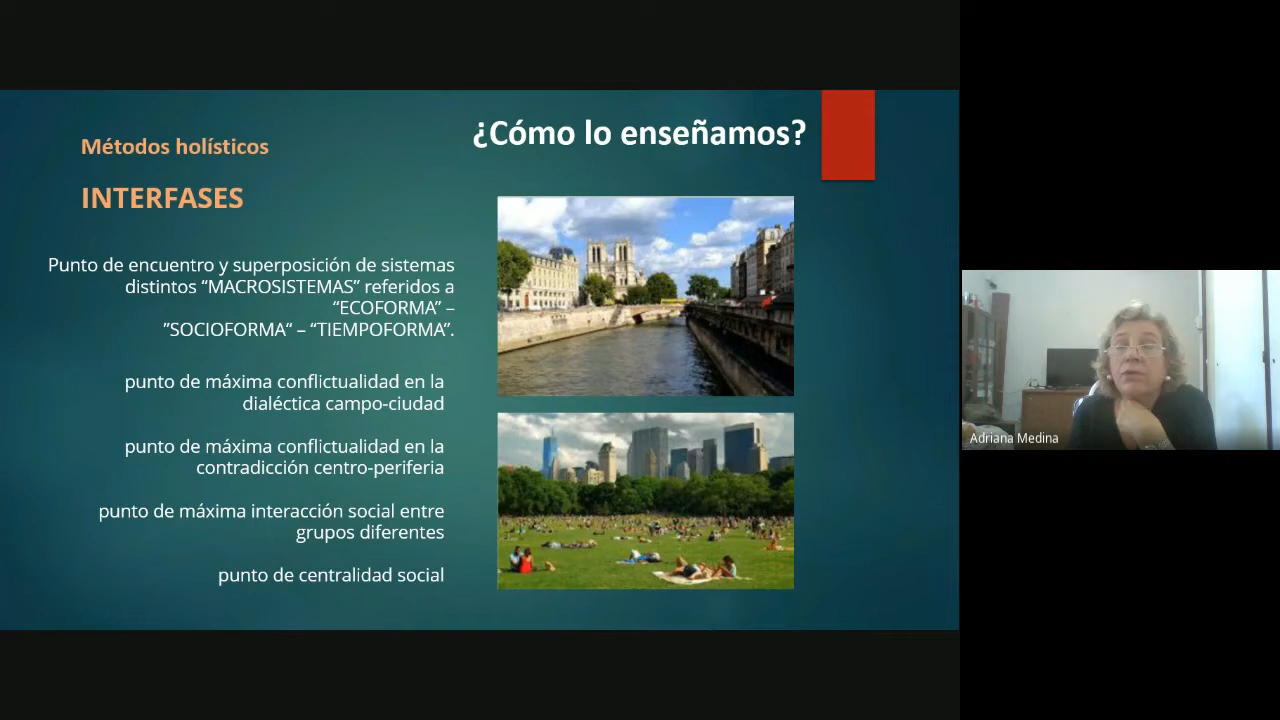 ¿Cómo lo enseñamos?
Métodos holísticos
INTERFASES
Punto de encuentro y superposición de sistemas
distintos “MACROSISTEMAS” referidos a
“ECOFORMA” –
”SOCIOFORMA“ – “TIEMPOFORMA”.
punto de máxima conflictualidad en la
dialéctica campo-ciudad
punto de máxima conflictualidad en la
contradicción centro-periferia
punto de máxima interacción social entre
grupos diferentes
punto de centralidad social
Adriana Medina